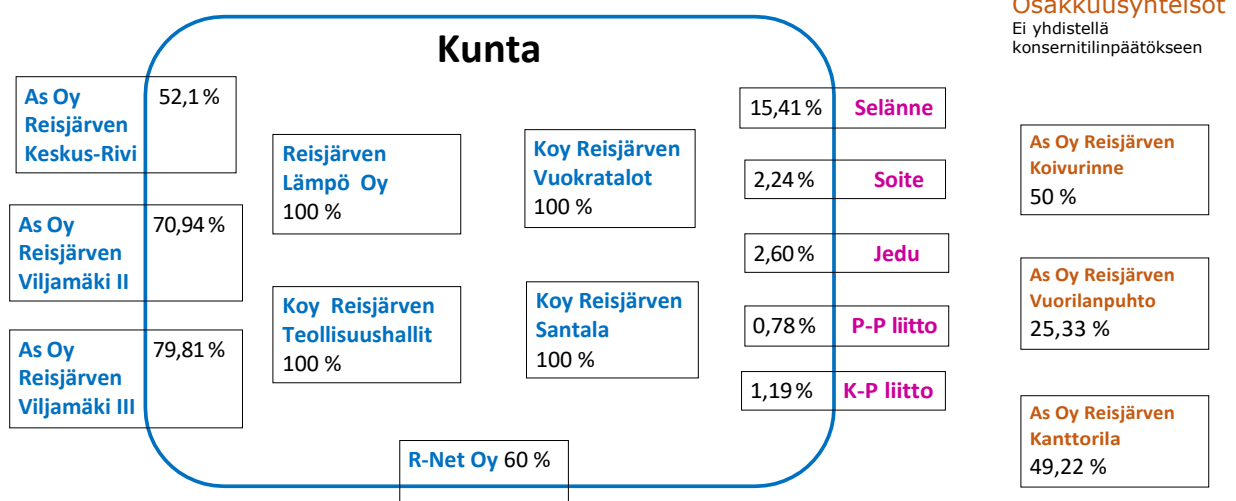 Kunta
Osakkuusyhteisöt
Ei yhdistellä
konsernitilinpäätökseen
As Oy
Reisjärven
Keskus-Rivi
52,1 %
As Oy
Reisjärven
Viljamäki II
70,94 %
As Oy
Reisjärven
Viljamäki III
79,81 %
Reisjärven
Lämpö Oy
100 %
Koy Reisjärven
Vuokratalot
100 %
Koy Reisjärven
Teollisuushallit
100 %
Koy Reisjärven
Santala
100 %
R-Net Oy 60 %
15,41 % Selänne
2,24 % Soite
2,60 % Jedu
0,78 % P-P liitto
1,19 % K-P liitto
As Oy Reisjärven
Koivurinne
50 %
As Oy Reisjärven
Vuorilanpuhto
25,33 %
As Oy Reisjärven
Kanttorila
49,22 %